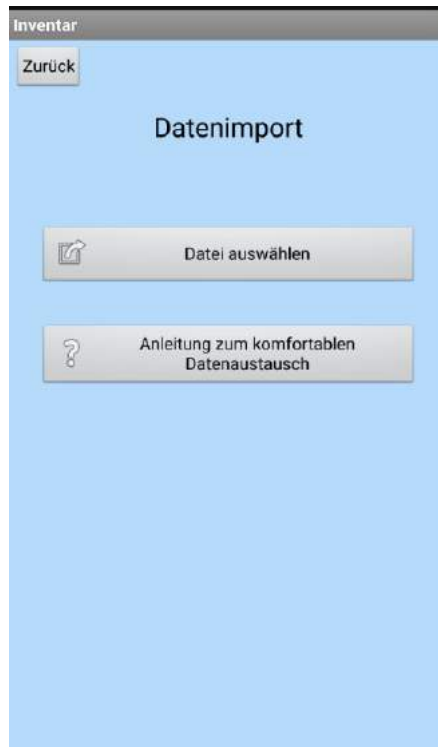 Inventar
Zurück
Datenimport
Datei auswählen
Anleitung zum komfortablen
Datenaustausch